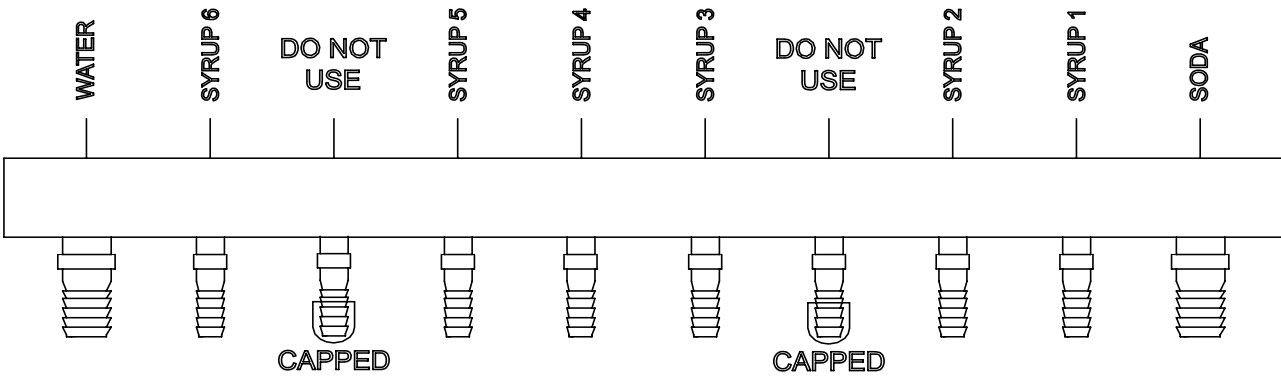 WATER
SYRUP 6
DO NOT
USE
SYRUP 5
SYRUP 4
SYRUP 3
DO NOT
USE
SYRUP 2
SYRUP 1
SODA
CAPPED
CAPPED